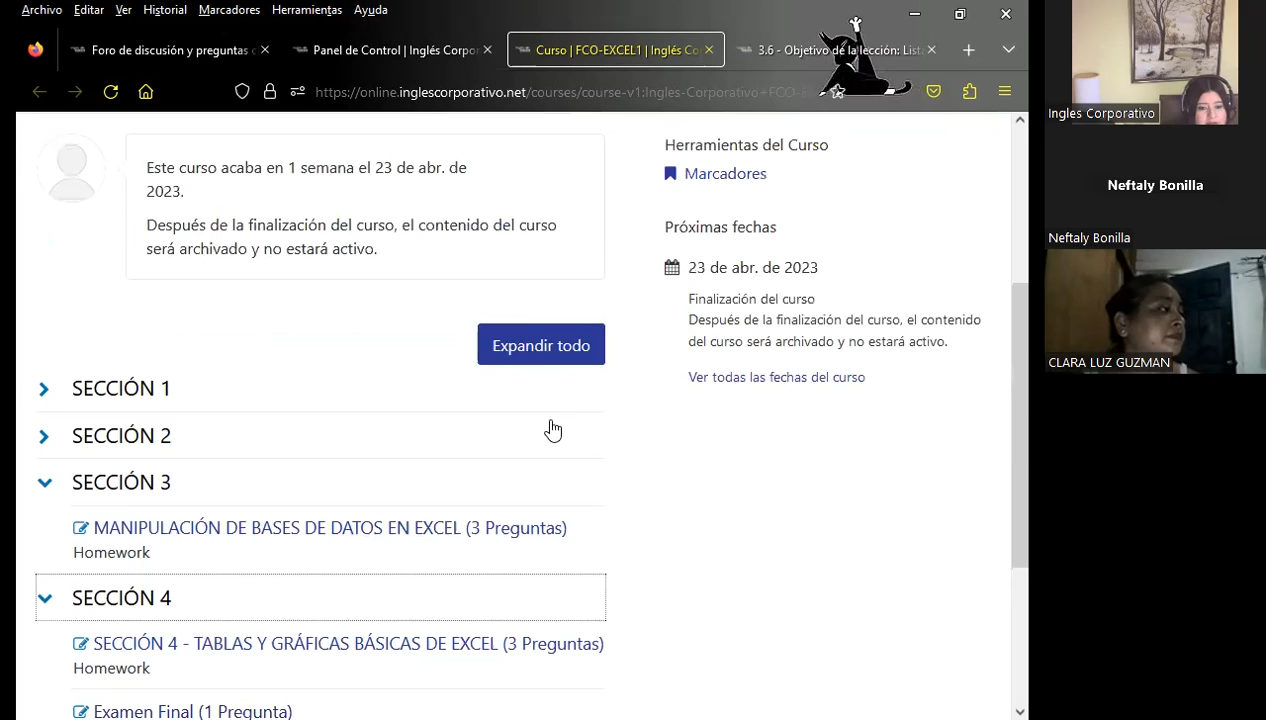 Archivo Editar Ver Historial Marcadores Herramientas Ayuda
Foro de discusión y preguntas Panel de Control | Inglés Corpo Curso | FCO-EXCEL1 | Inglés Co 3.6 - Objetivo de la lección: List
https://online.inglescorporativo.net/courses/course-v1:Ingles-Corporativo+FCO-
Este curso acaba en 1 semana el 23 de abr. de
2023.
Después de la finalización del curso, el contenido del curso
será archivado y no estará activo.
Expandir todo
SECCIÓN 1
SECCIÓN 2
SECCIÓN 3
MANIPULACIÓN DE BASES DE DATOS EN EXCEL (3 Preguntas)
Homework
SECCIÓN 4
SECCIÓN 4 - TABLAS Y GRÁFICAS BÁSICAS DE EXCEL (3 Preguntas)
Homework
Examen Final (1 Pregunta)
Herramientas del Curso
Marcadores
Próximas fechas
23 de abr. de 2023
Finalización del curso
Después de la finalización del curso, el contenido
del curso será archivado y no estará activo.
Ver todas las fechas del curso
Ingles Corporativo
Neftaly Bonilla
Neftaly Bonilla
CLARA LUZ GUZMAN